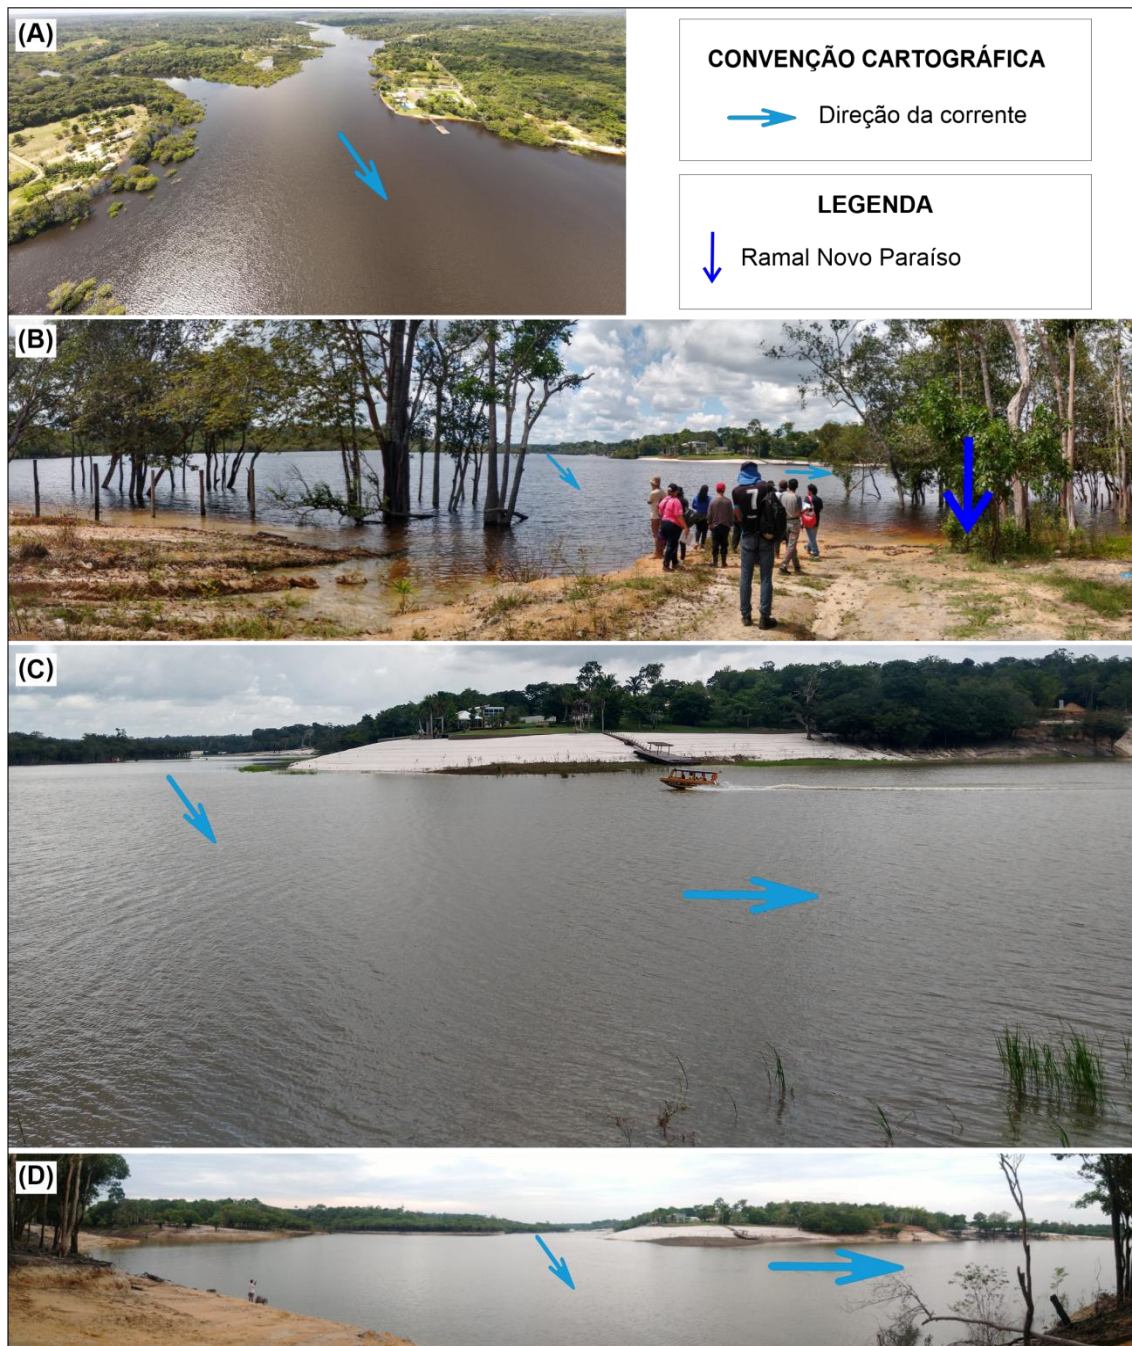 (A)
CONVENÇÃO CARTOGRÁFICA
Direção da corrente
LEGENDA
Ramal Novo Paraíso
(B)
7
(C)
(D)